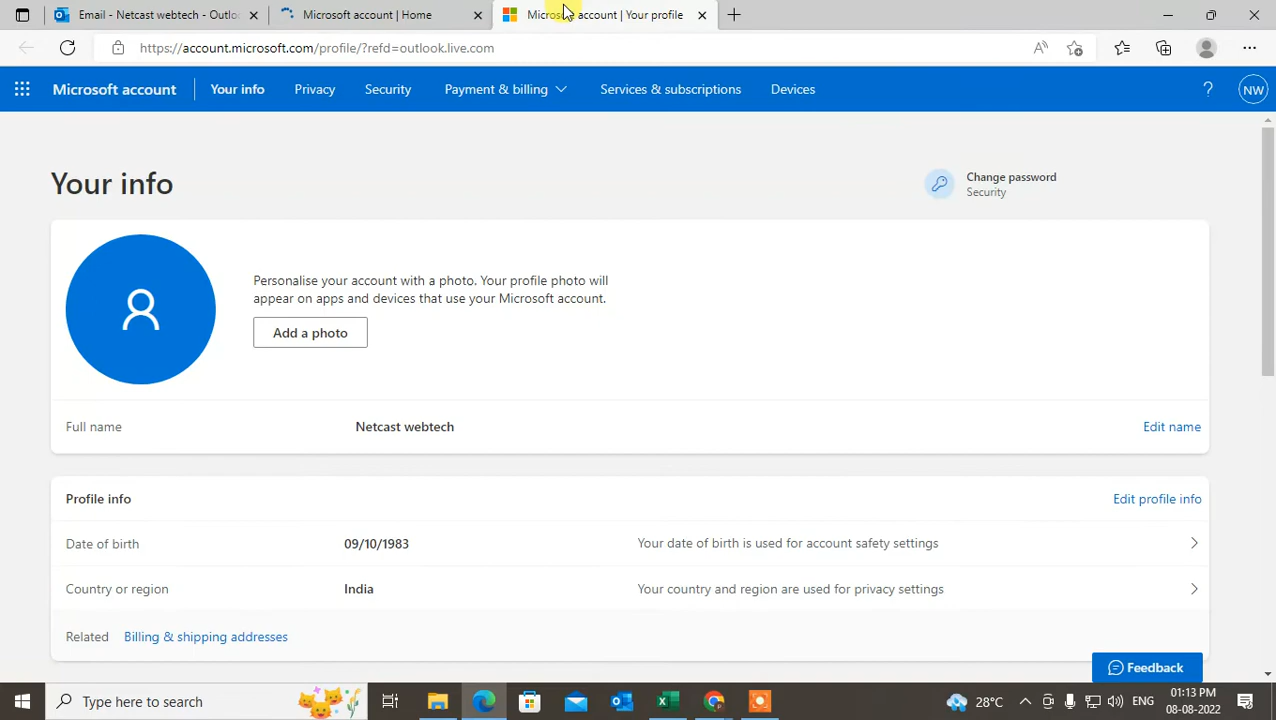 Email - Netcast webtech - Outlo
Microsoft account | Home
Microsoft account | Your profile
https://account.microsoft.com/profile/?refd=outlook.live.com
Microsoft account
Your info
Privacy
Security
Payment & billing
Services & subscriptions
Devices
?
NW
Your info
Change password
Security
Personalise your account with a photo. Your profile photo will
appear on apps and devices that use your Microsoft account.
Add a photo
Full name
Netcast webtech
Edit name
Profile info
Edit profile info
Date of birth
09/10/1983
Your date of birth is used for account safety settings
Country or region
India
Your country and region are used for privacy settings
Related
Billing & shipping addresses
Feedback
Type here to search
28°C
ENG
01:13 PM
08-08-2022